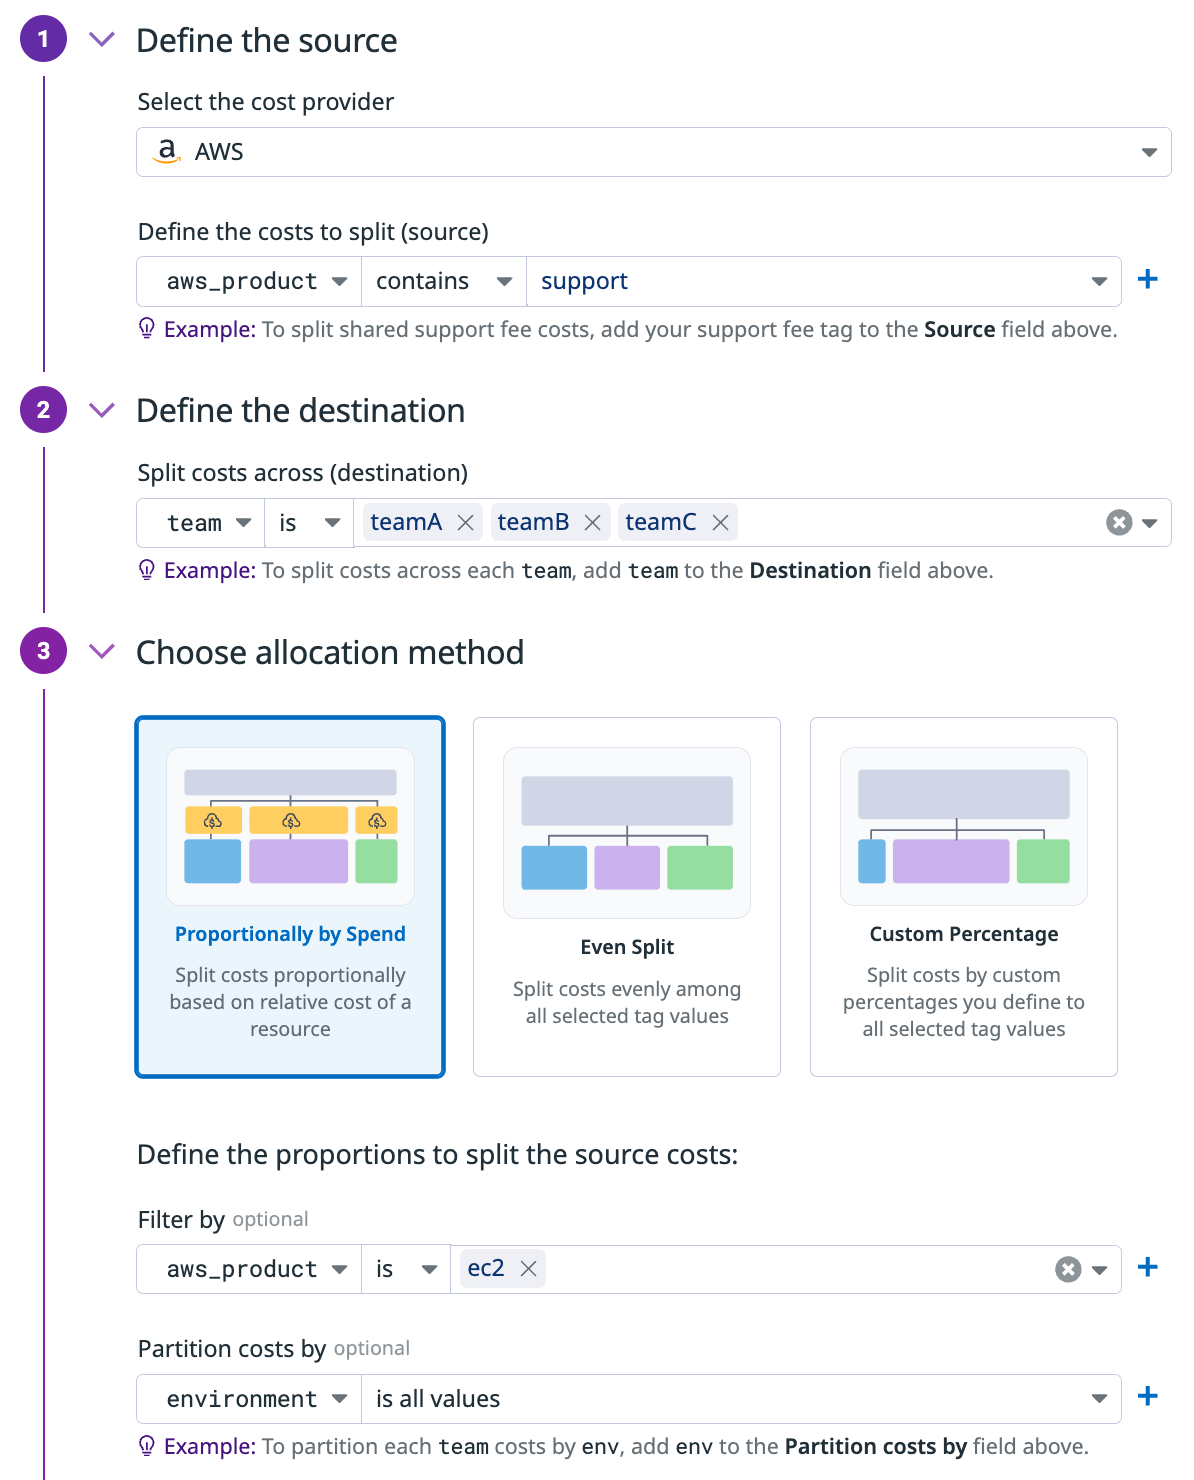 1 Define the source
Select the cost provider
a AWS
Define the costs to split (source)
aws_product contains support +
Example: To split shared support fee costs, add your support fee tag to the Source field above.
2 Define the destination
Split costs across (destination)
team is teamA × teamB × teamC ×
Example: To split costs across each team, add team to the Destination field above.
3 Choose allocation method
Proportionally by Spend
Split costs proportionally
based on relative cost of a
resource
Even Split
Split costs evenly among
all selected tag values
Custom Percentage
Split costs by custom
percentages you define to
all selected tag values
Define the proportions to split the source costs:
Filter by optional
aws_product is ec2 × +
Partition costs by optional
environment is all values +
Example: To partition each team costs by env, add env to the Partition costs by field above.